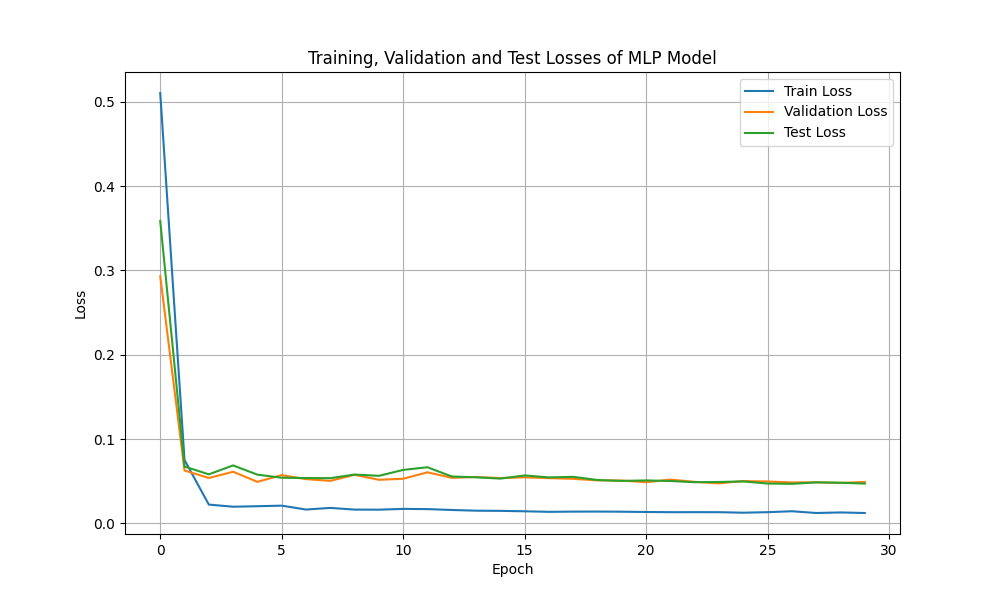 Training, Validation and Test Losses of MLP Model
Train Loss
Validation Loss
Test Loss
0.5
0.4
0.3
0.2
0.1
0.0
Loss
0 5 10 15 20 25 30
Epoch